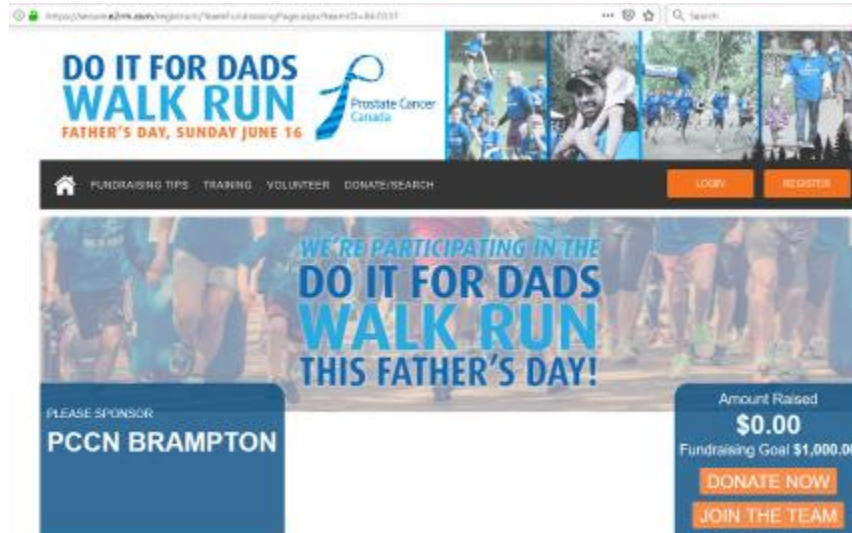 Search
DO IT FOR DADS
WALK RUN
FATHER'S DAY, SUNDAY JUNE 16
Prostate Cancer
Canada
FUNDRAISING TIPS TRAINING VOLUNTEER DONATE/SEARCH
LOGIN REGISTER
WE'RE PARTICIPATING IN THE
DO IT FOR DADS
WALK RUN
THIS FATHER'S DAY!
PLEASE SPONSOR
PCCN BRAMPTON
Amount Raised
$0.00
Fundraising Goal $1,000.00
DONATE NOW
JOIN THE TEAM